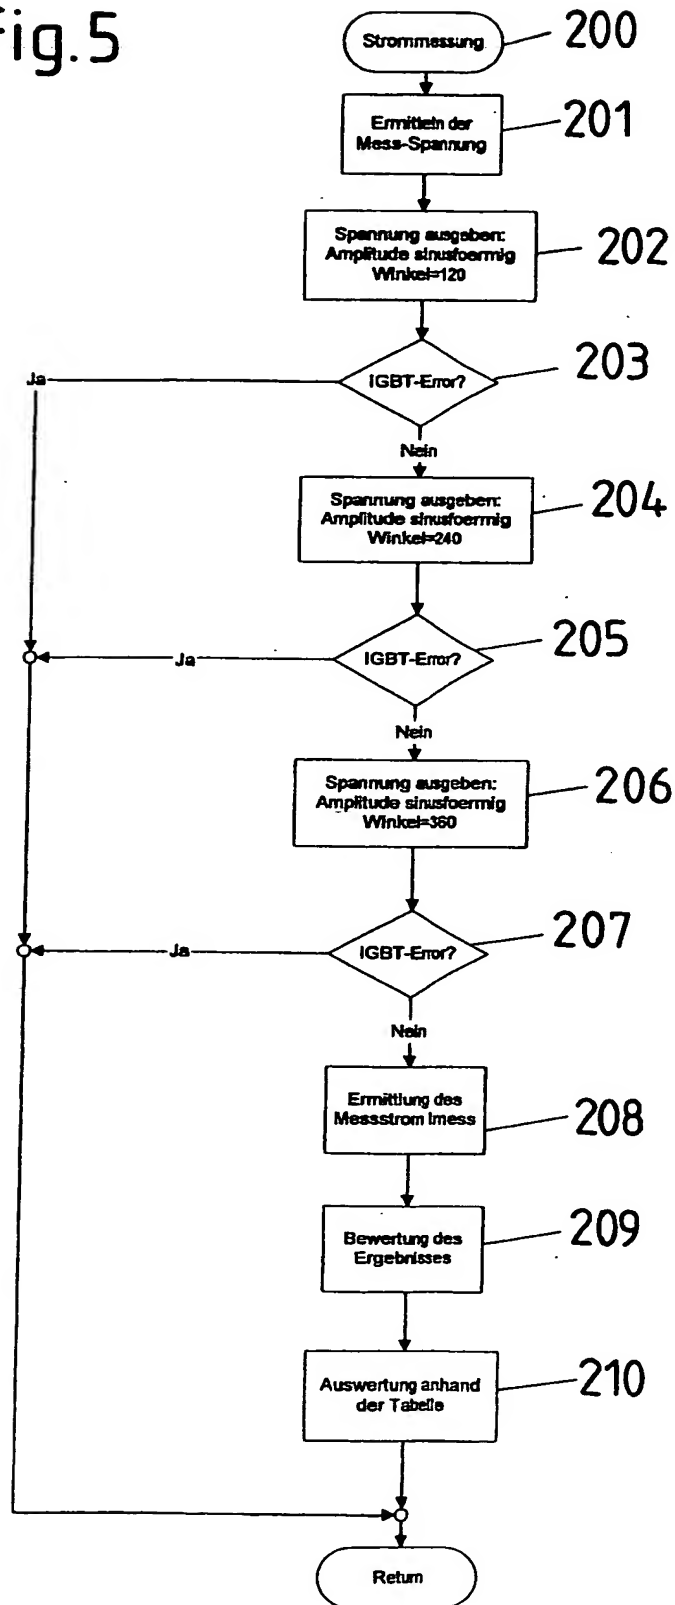 Fig.5
Strommessung
200
Ermitteln der
Mess-Spannung
201
Spannung ausgeben:
Amplitude sinusfoermig
Winkel=120
202
IGBT-Error?
203
Ja
Nein
Spannung ausgeben:
Amplitude sinusfoermig
Winkel=240
204
IGBT-Error?
205
Ja
Nein
Spannung ausgeben:
Amplitude sinusfoermig
Winkel=360
206
IGBT-Error?
207
Ja
Nein
Ermittlung des
Messstrom Imess
208
Bewertung des
Ergebnisses
209
Auswertung anhand
der Tabelle
210
Return